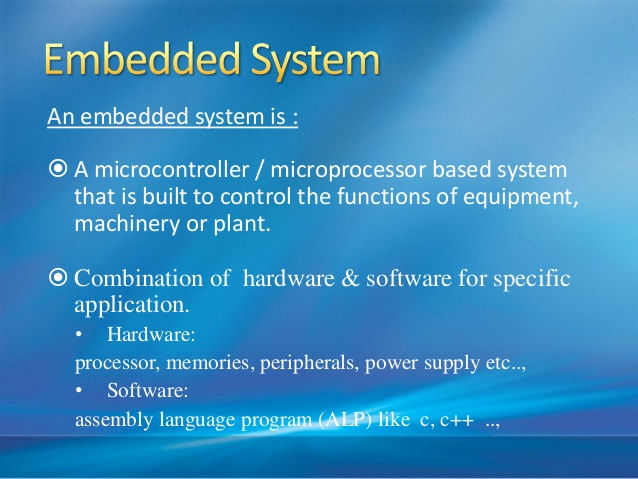 Embedded System
An embedded system is :
A microcontroller / microprocessor based system
that is built to control the functions of equipment,
machinery or plant.
Combination of hardware & software for specific
application.
• Hardware:
processor, memories, peripherals, power supply etc..,
• Software:
assembly language program (ALP) like c, c++ ..,